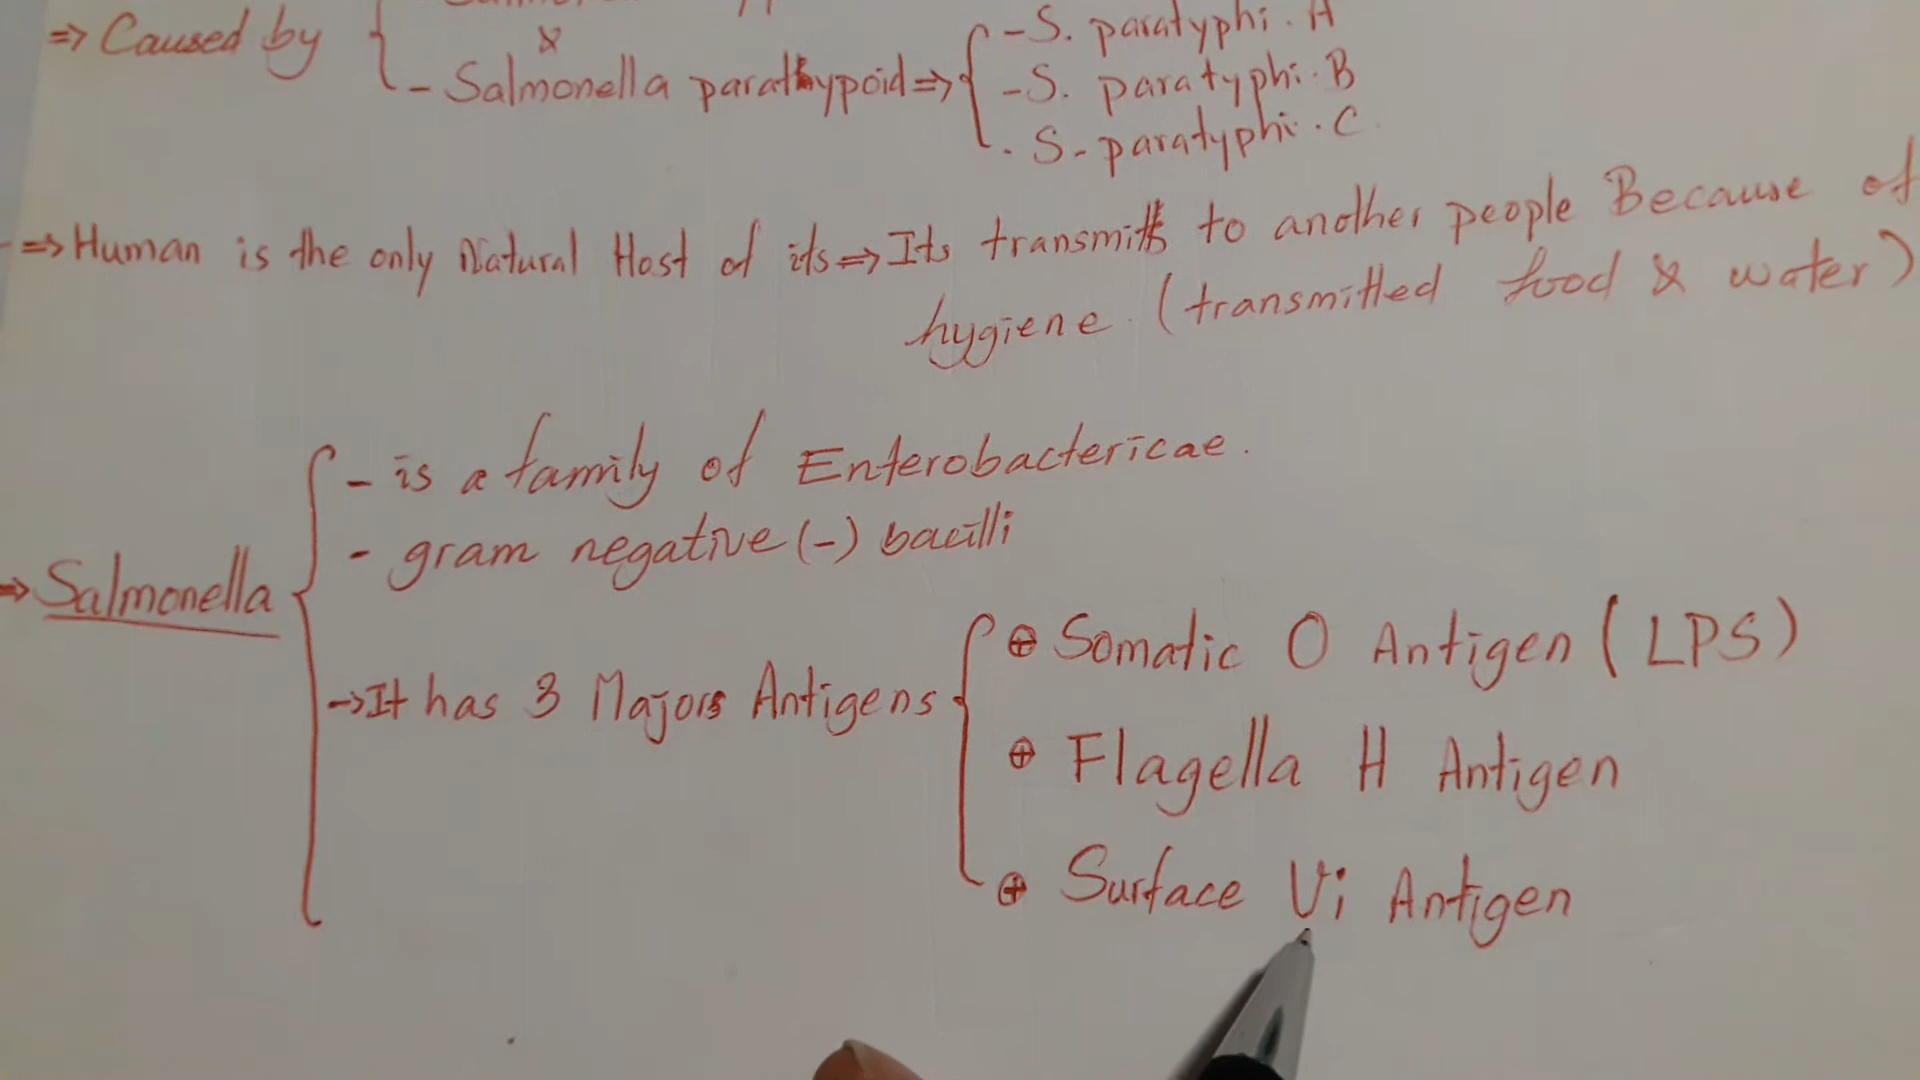 ⇒ Caused by
&
- Salmonella parathypoid ⇒
- S. paratyphi. A
- S. paratyphi. B
. S - paratyphi. C
⇒ Human is the only Natural Host of its ⇒ Its transmitts to another people Because of
hygiene. (transmitted food & water)
- is a family of Enterobactericae.
- gram negative (-) bacilli
⇒ Salmonella
→ It has 3 Majors Antigens
⊕ Somatic O Antigen (LPS)
⊕ Flagella H Antigen
⊕ Surface Vi Antigen